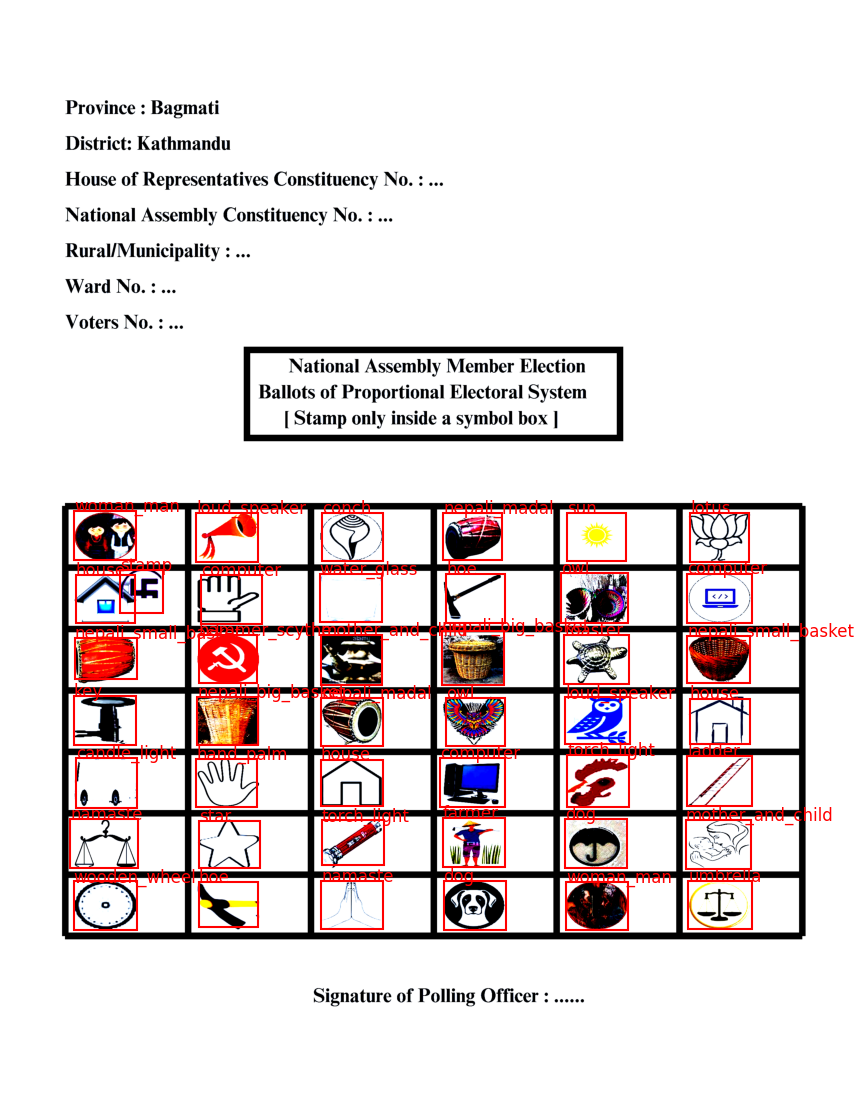 Province : Bagmati
District: Kathmandu
House of Representatives Constituency No. : ...
National Assembly Constituency No. : ...
Rural/Municipality : ...
Ward No. : ...
Voters No. : ...
National Assembly Member Election
Ballots of Proportional Electoral System
[ Stamp only inside a symbol box ]
woman_man loud_speaker conch nepali_madal sun lotus
house stamp computer water_glass hoe owl computer
nepali_small_basket mother_and_child nepali_big_basket nepali_small_basket
key nepali_big_basket nepali_madal owl loud_speaker house
candle_light hand_palm house computer torch_light ladder
namaste star torch_light farmer dog mother_and_child
wooden_wheel hoe namaste dog woman_man umbrella
Signature of Polling Officer : ......